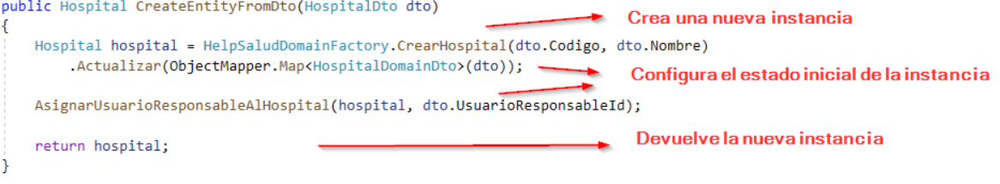 public Hospital CreateEntityFromDto(HospitalDto dto)
Crea una nueva instancia
{
Hospital hospital = HelpSaludDomainFactory.CrearHospital(dto.Codigo, dto.Nombre)
.Actualizar(ObjectMapper.Map<HospitalDomainDto>(dto));
Configura el estado inicial de la instancia
AsignarUsuarioResponsableAlHospital(hospital, dto.UsuarioResponsableId);
return hospital;
Devuelve la nueva instancia
}